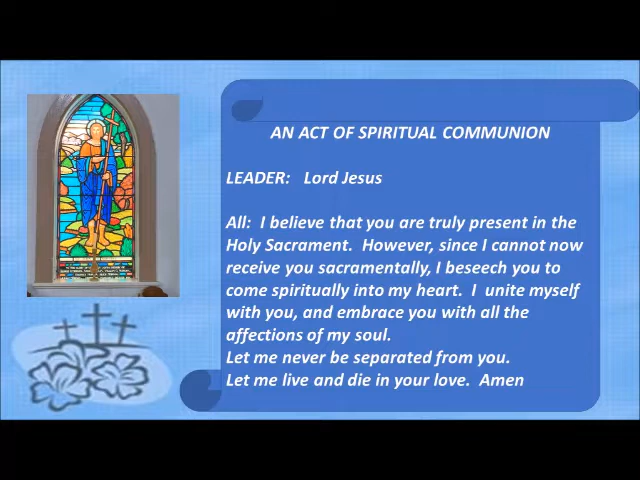 AN ACT OF SPIRITUAL COMMUNION
LEADER: Lord Jesus
All: I believe that you are truly present in the
Holy Sacrament. However, since I cannot now
receive you sacramentally, I beseech you to
come spiritually into my heart. I unite myself
with you, and embrace you with all the
affections of my soul.
Let me never be separated from you.
Let me live and die in your love. Amen